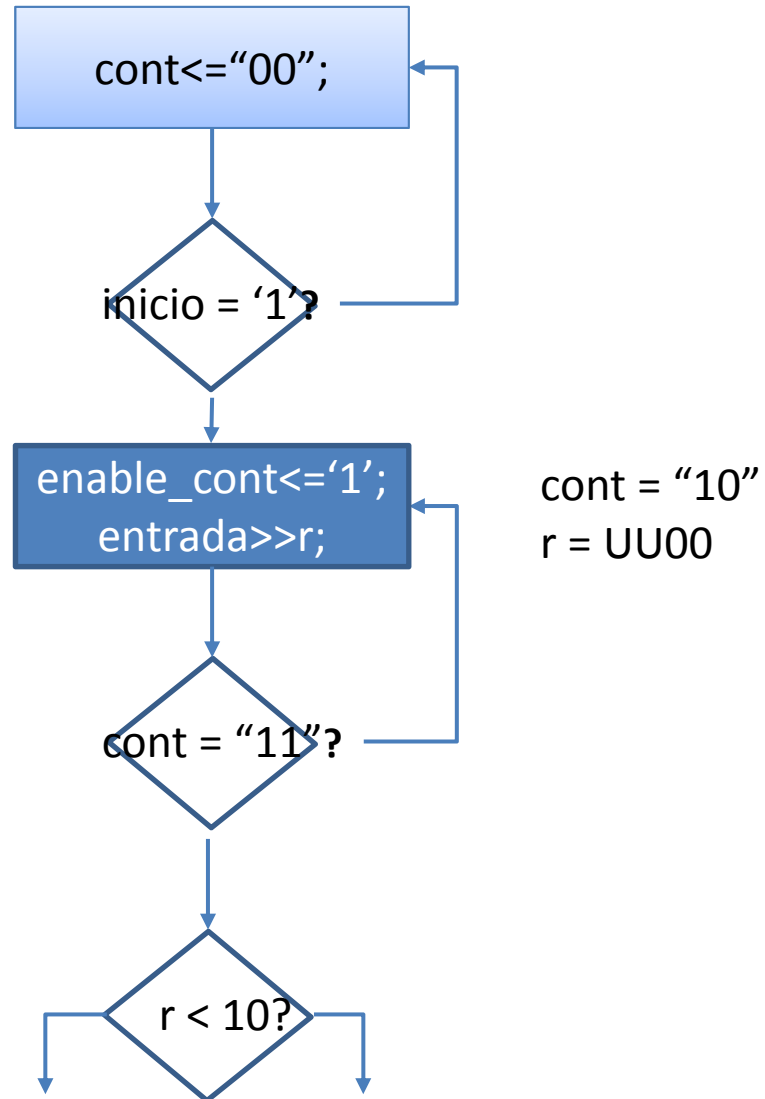 cont<=“00”;
inicio = ‘1’?
enable_cont<=‘1’;
entrada>>r;
cont = “10”
r = UU00
cont = “11”?
r < 10?